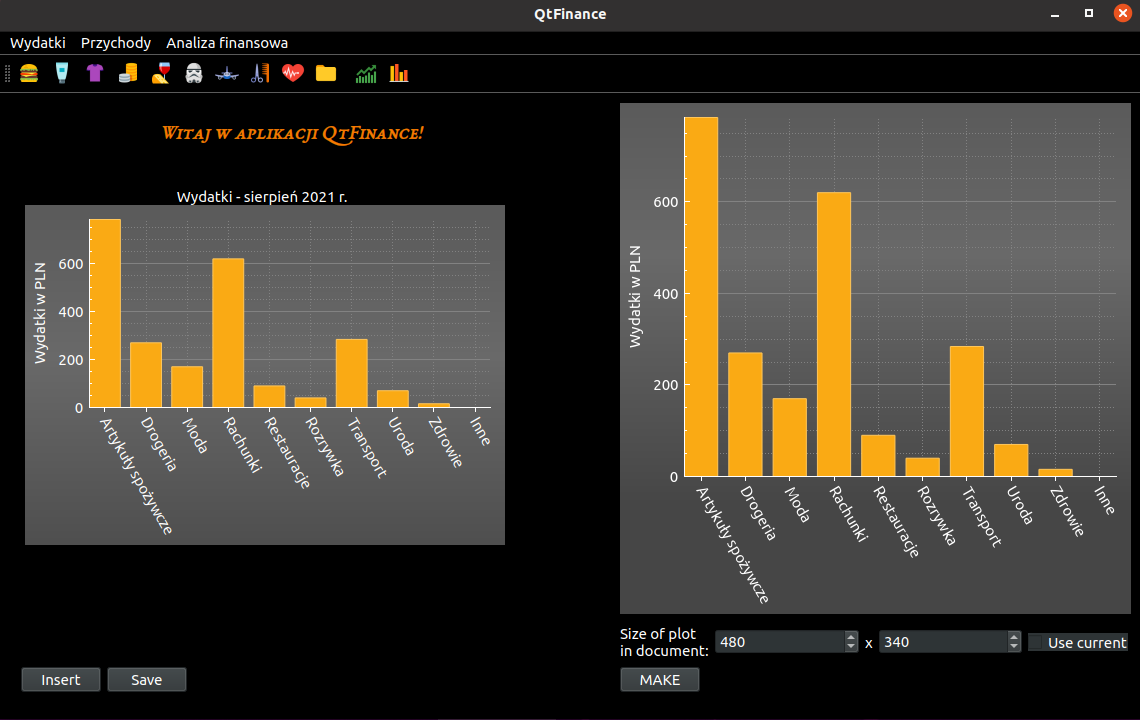 QtFinance
Wydatki Przychody Analiza finansowa
Witaj w aplikacji QtFinance!
Wydatki - sierpień 2021 r.
Wydatki w PLN
600
400
200
0
Artykuły spożywcze
Drogeria
Moda
Rachunki
Restauracje
Rozrywka
Transport
Uroda
Zdrowie
Inne
Insert Save
Wydatki w PLN
600
400
200
0
Artykuły spożywcze
Drogeria
Moda
Rachunki
Restauracje
Rozrywka
Transport
Uroda
Zdrowie
Inne
Size of plot
in document: 480 x 340 Use current
MAKE